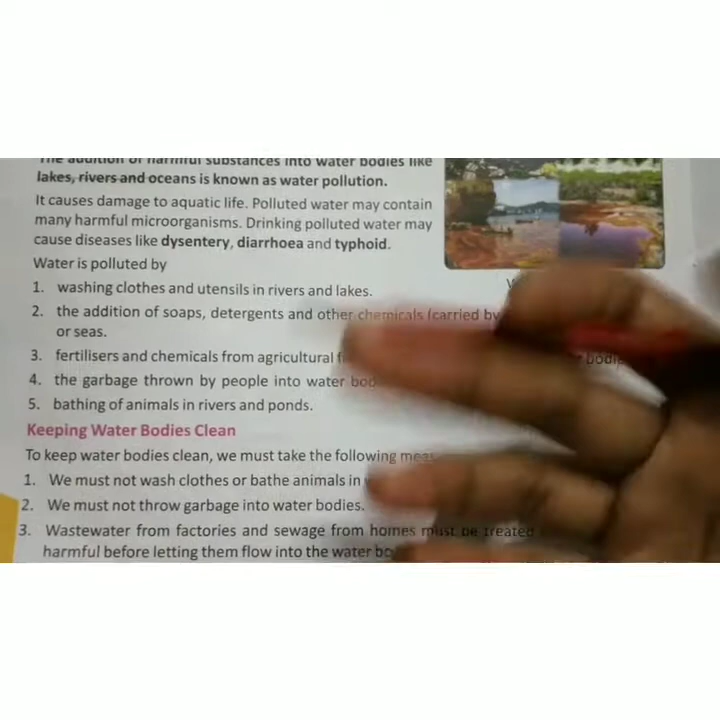 The addition of harmful substances into water bodies like
lakes, rivers and oceans is known as water pollution.
It causes damage to aquatic life. Polluted water may contain
many harmful microorganisms. Drinking polluted water may
cause diseases like dysentery, diarrhoea and typhoid.
Water is polluted by
1. washing clothes and utensils in rivers and lakes.
2. the addition of soaps, detergents and other chemicals (carried by
or seas.
3. fertilisers and chemicals from agricultural
4. the garbage thrown by people into water
5. bathing of animals in rivers and ponds.
Keeping Water Bodies Clean
To keep water bodies clean, we must take the following
1. We must not wash clothes or bathe animals in
2. We must not throw garbage into water bodies.
3. Wastewater from factories and sewage from homes must be treated
harmful before letting them flow into the water